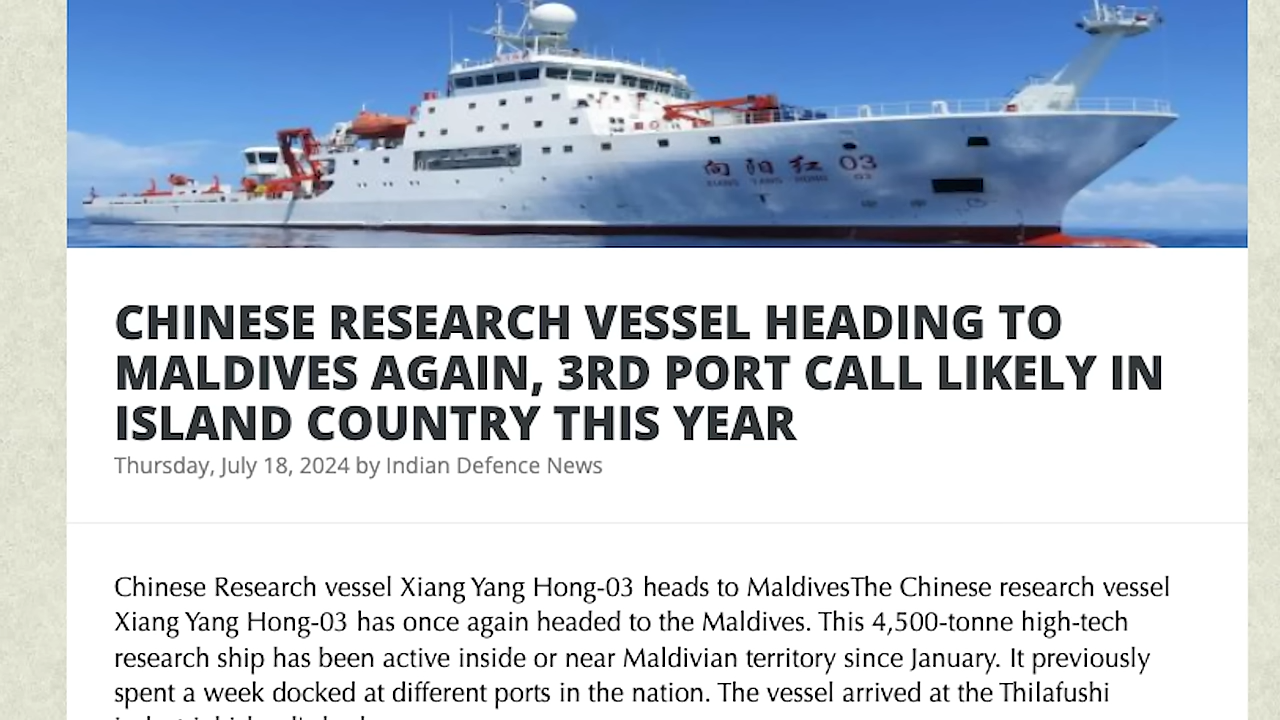 向阳红 03
XIANG YANG HONG 03
CHINESE RESEARCH VESSEL HEADING TO
MALDIVES AGAIN, 3RD PORT CALL LIKELY IN
ISLAND COUNTRY THIS YEAR
Thursday, July 18, 2024 by Indian Defence News
Chinese Research vessel Xiang Yang Hong-03 heads to MaldivesThe Chinese research vessel
Xiang Yang Hong-03 has once again headed to the Maldives. This 4,500-tonne high-tech
research ship has been active inside or near Maldivian territory since January. It previously
spent a week docked at different ports in the nation. The vessel arrived at the Thilafushi